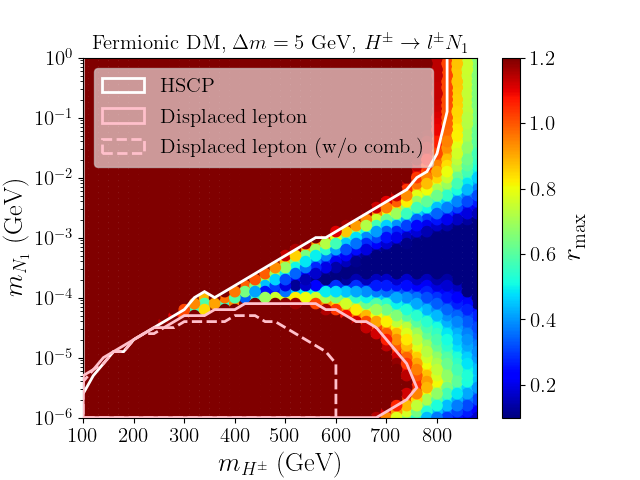 Fermionic DM, Δm = 5 GeV, H± → l±N₁
HSCP
Displaced lepton
Displaced lepton (w/o comb.)
10⁰
10⁻¹
10⁻²
10⁻³
10⁻⁴
10⁻⁵
10⁻⁶
m_N₁ (GeV)
100 200 300 400 500 600 700 800
m_H± (GeV)
1.2
1.0
0.8
0.6
0.4
0.2
r_max